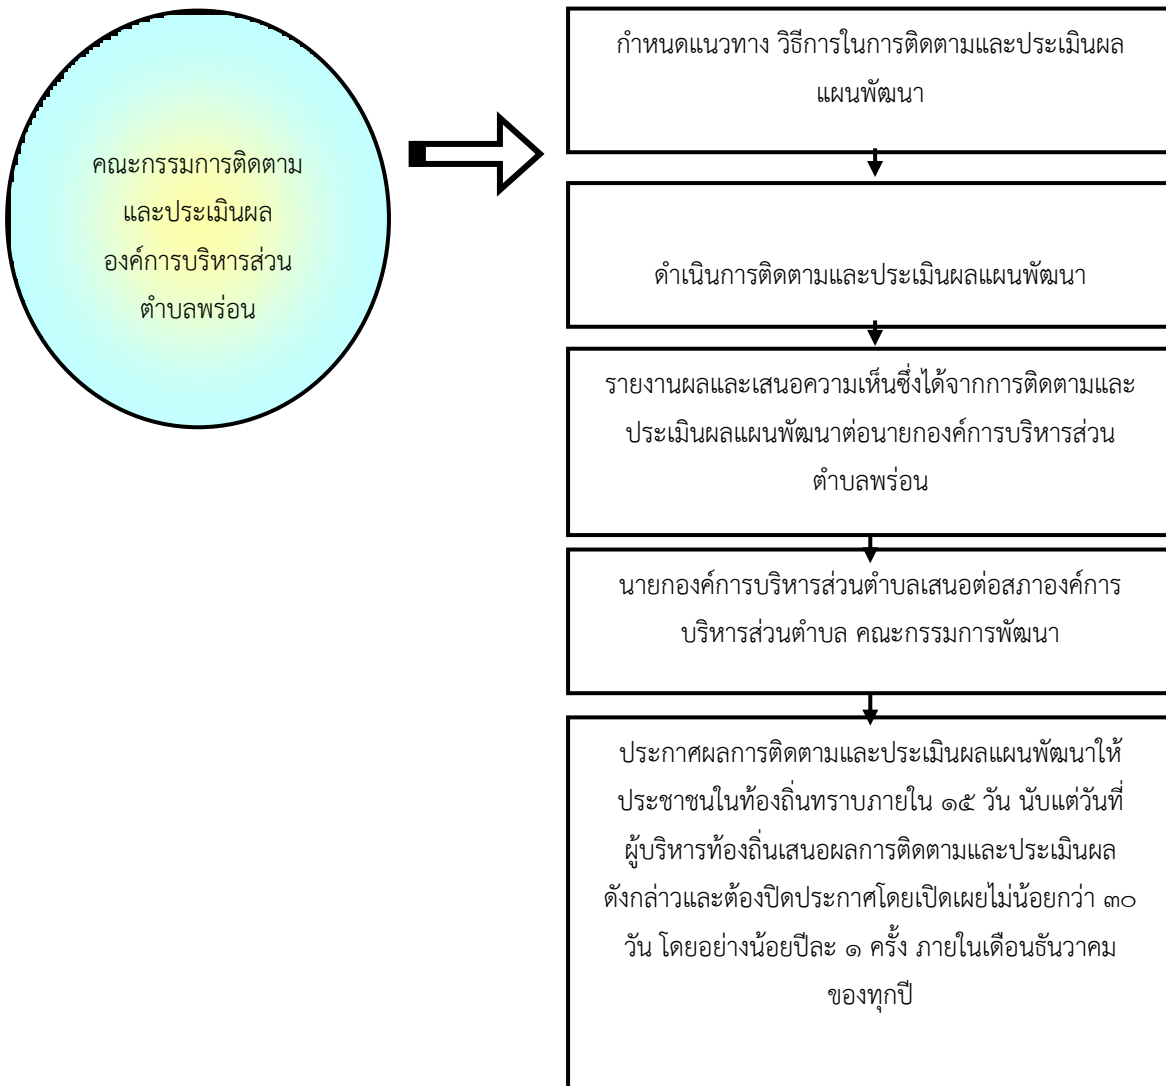 คณะกรรมการติดตาม
และประเมินผล
องค์การบริหารส่วน
ตำบลพร่อน
กำหนดแนวทาง วิธีการในการติดตามและประเมินผล
แผนพัฒนา
ดำเนินการติดตามและประเมินผลแผนพัฒนา
รายงานผลและเสนอความเห็นซึ่งได้จากการติดตามและ
ประเมินผลแผนพัฒนาต่อนายกองค์การบริหารส่วน
ตำบลพร่อน
นายกองค์การบริหารส่วนตำบลเสนอต่อสภาองค์การ
บริหารส่วนตำบล คณะกรรมการพัฒนา
ประกาศผลการติดตามและประเมินผลแผนพัฒนาให้
ประชาชนในท้องถิ่นทราบภายใน ๑๕ วัน นับแต่วันที่
ผู้บริหารท้องถิ่นเสนอผลการติดตามและประเมินผล
ดังกล่าวและต้องปิดประกาศโดยเปิดเผยไม่น้อยกว่า ๓๐
วัน โดยอย่างน้อยปีละ ๑ ครั้ง ภายในเดือนธันวาคม
ของทุกปี